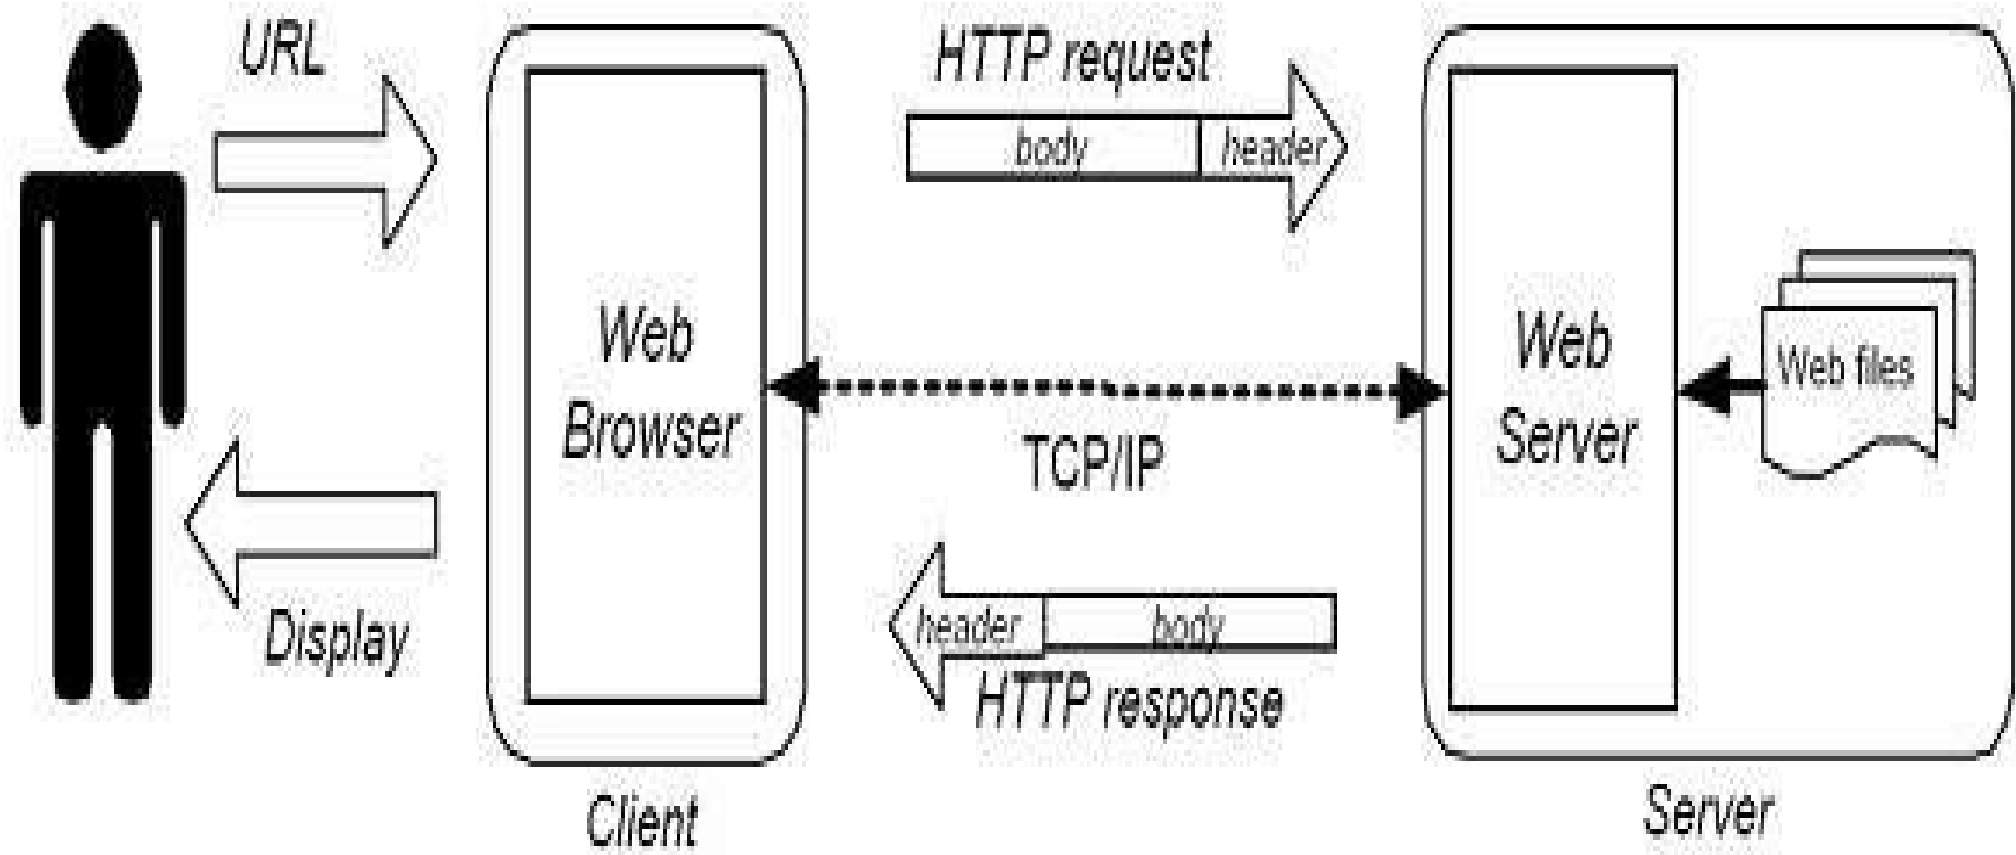 URL
HTTP request
body
header
Web
Browser
Web
Server
Web files
TCP/IP
Display
header
body
HTTP response
Client
Server